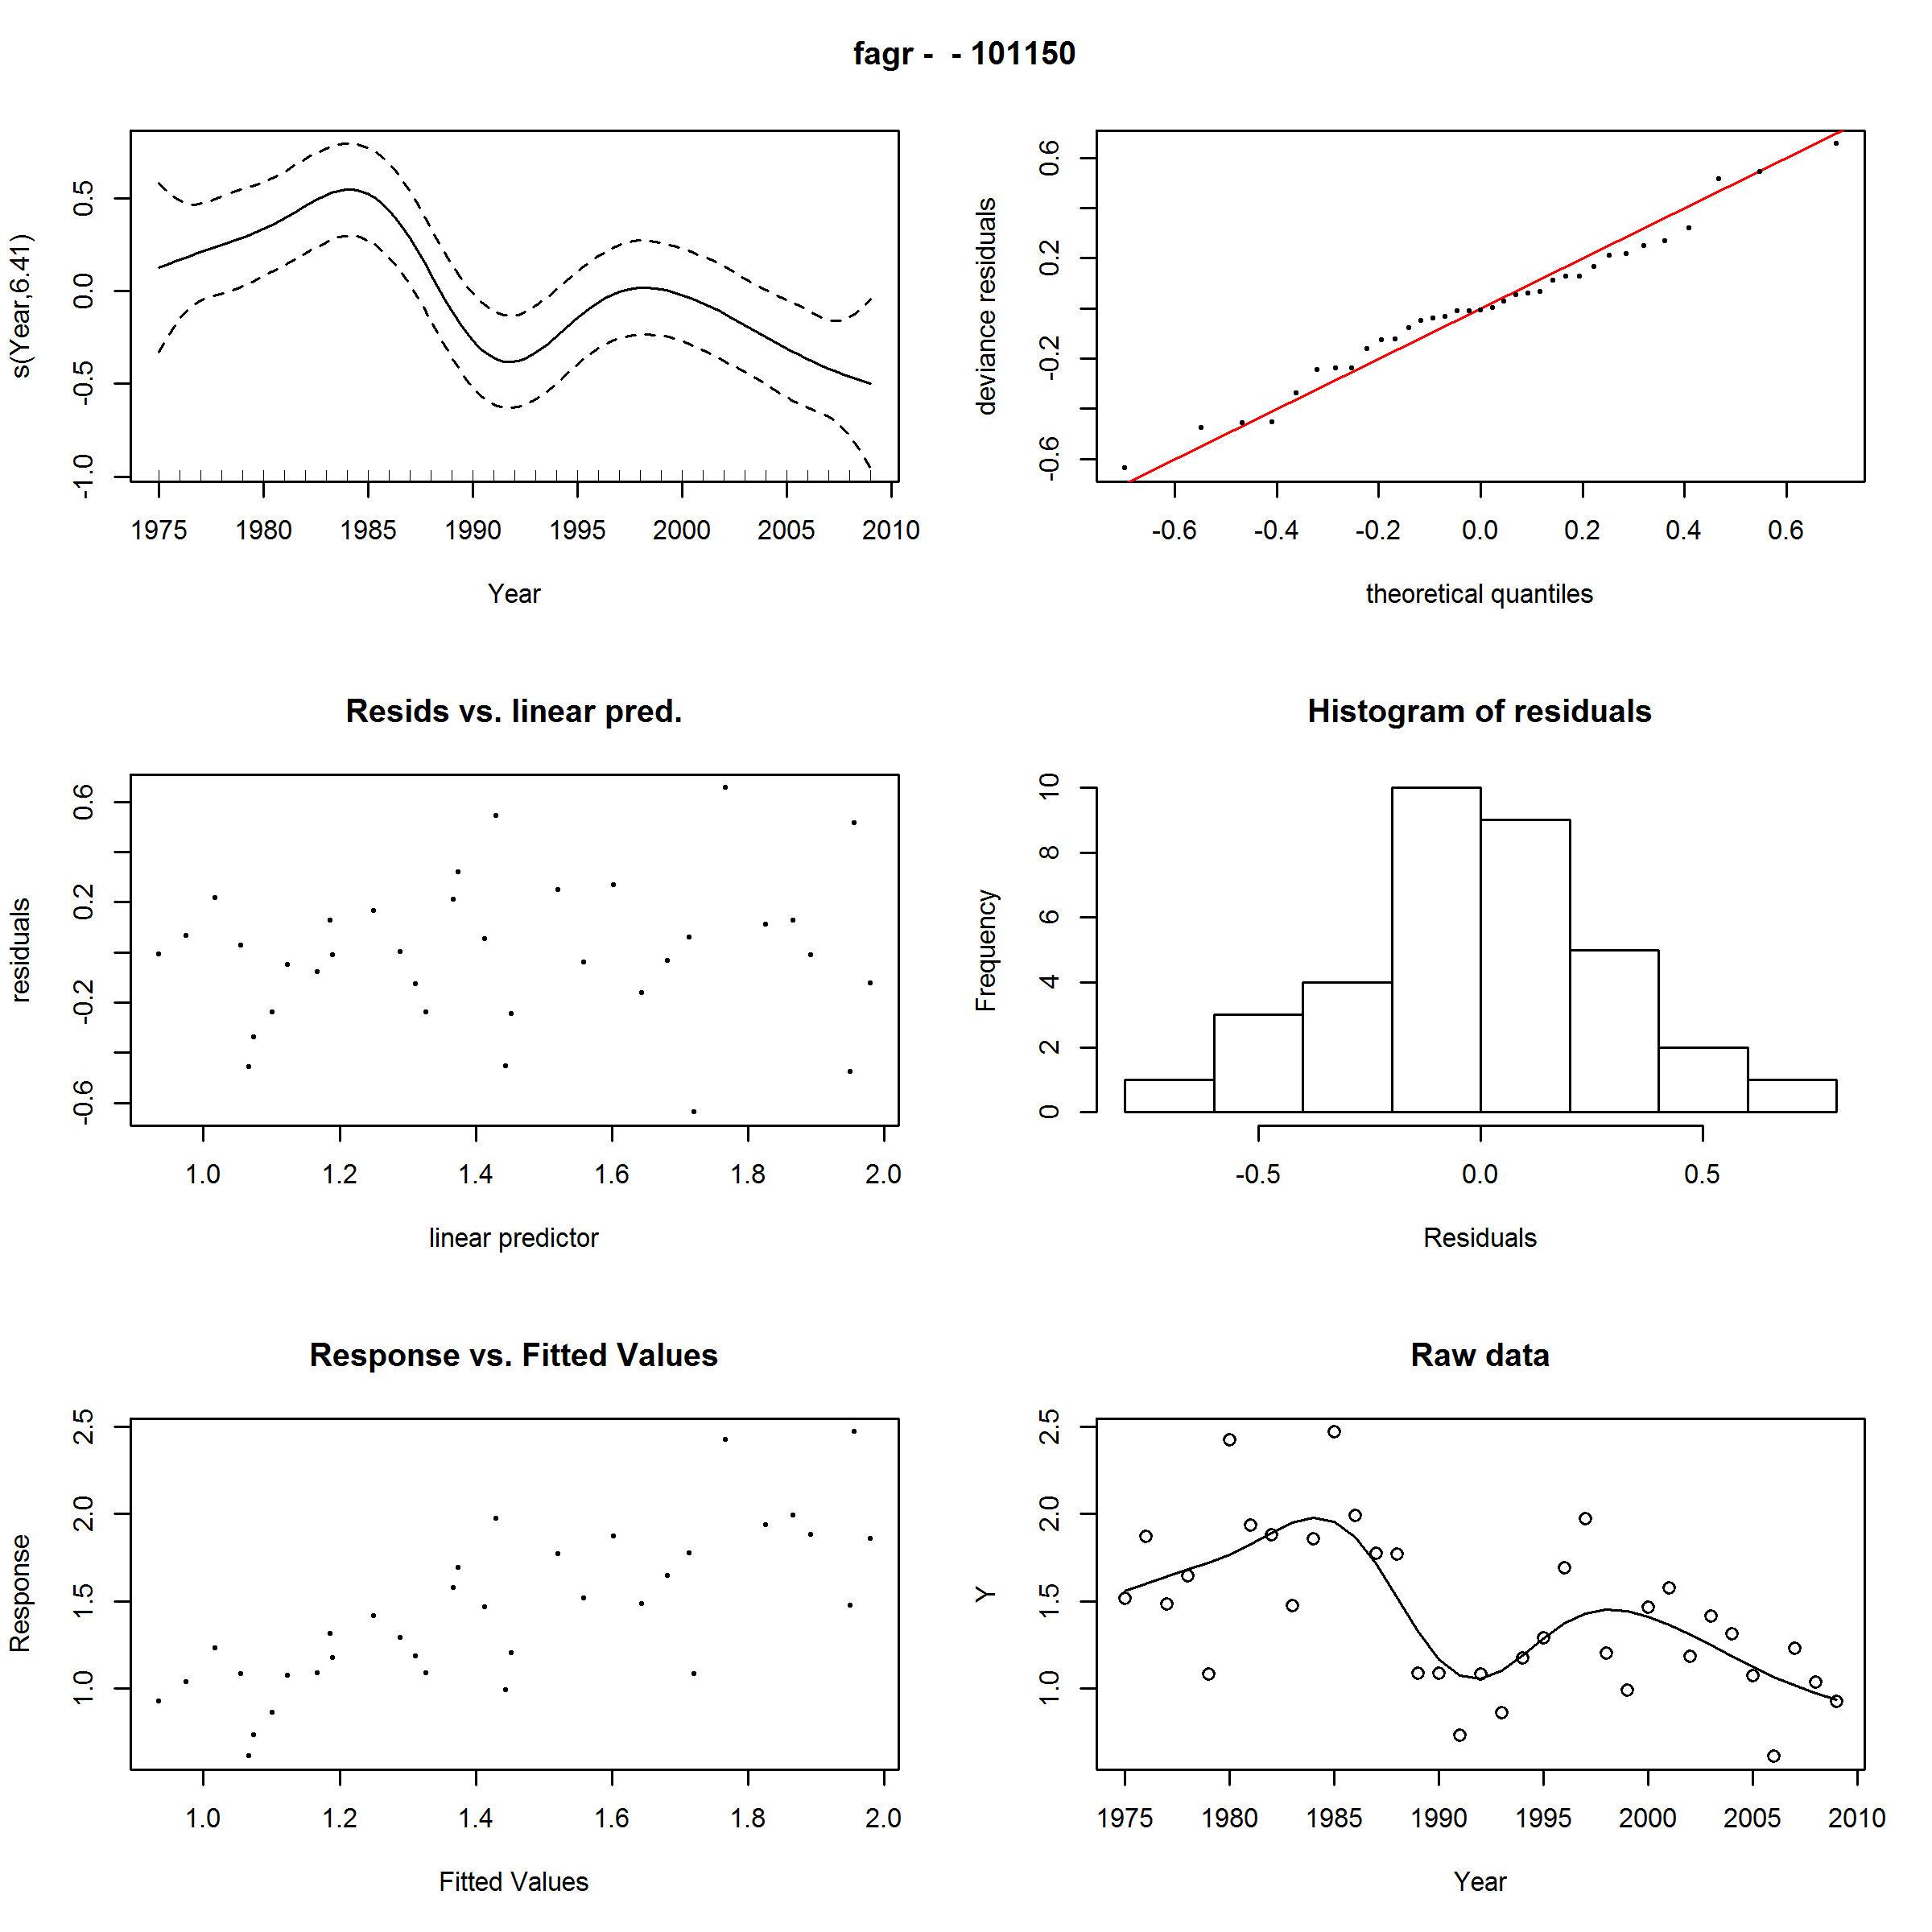 fagr -  - 101150
s(Year,6.41)
0.5
0.0
-0.5
-1.0
1975 1980 1985 1990 1995 2000 2005 2010
Year
deviance residuals
0.6
0.2
-0.2
-0.6
-0.6 -0.4 -0.2 0.0 0.2 0.4 0.6
theoretical quantiles
Resids vs. linear pred.
residuals
0.6
0.2
-0.2
-0.6
1.0 1.2 1.4 1.6 1.8 2.0
linear predictor
Histogram of residuals
Frequency
10
8
6
4
2
0
-0.5 0.0 0.5
Residuals
Response vs. Fitted Values
Response
2.5
2.0
1.5
1.0
1.0 1.2 1.4 1.6 1.8 2.0
Fitted Values
Raw data
Y
2.5
2.0
1.5
1.0
1975 1980 1985 1990 1995 2000 2005 2010
Year